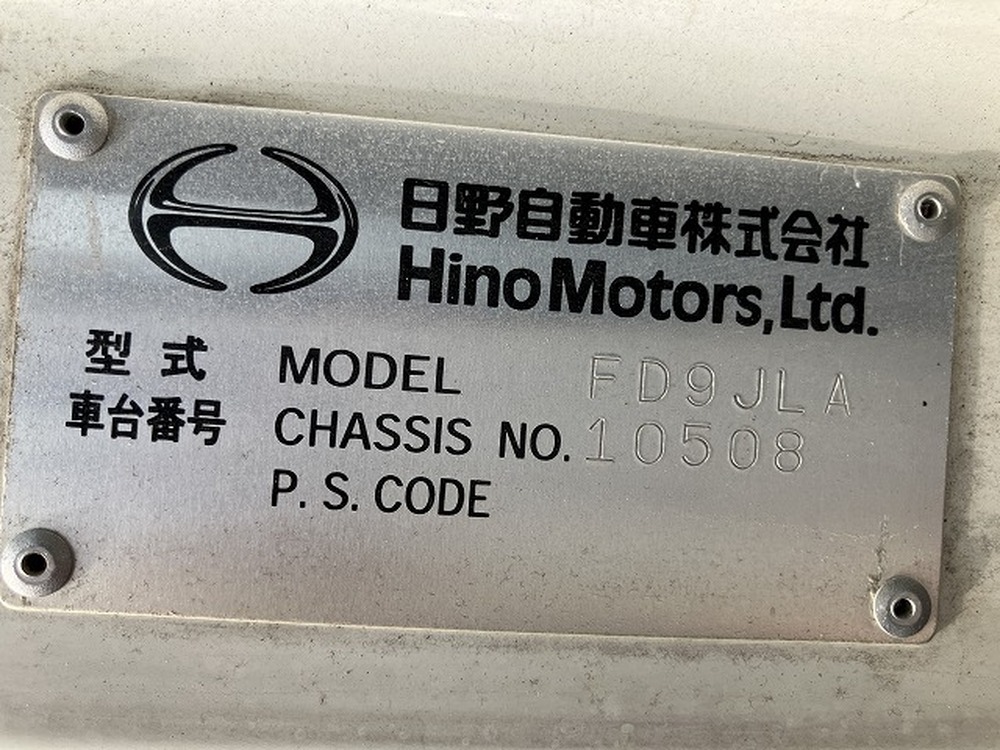 日野自動車株式会社
Hino Motors, Ltd.
型式 MODEL FD9JLA
車台番号 CHASSIS NO. 10508
P. S. CODE